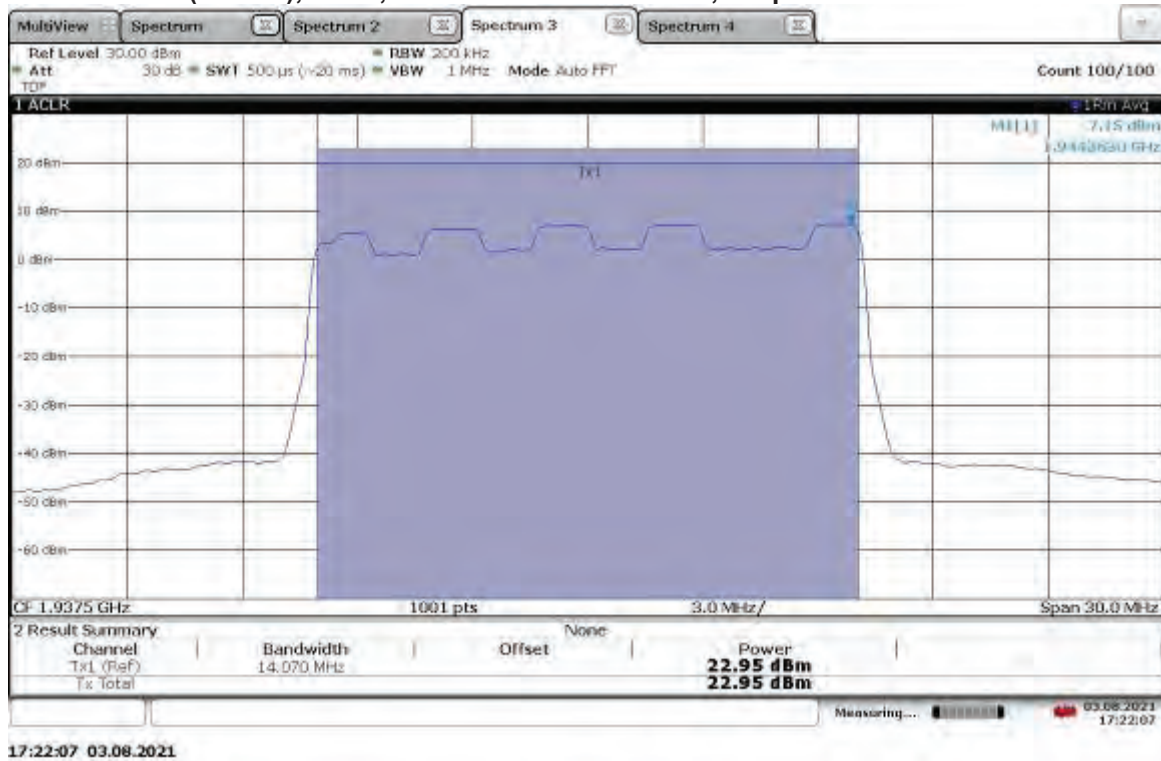 MultiView Spectrum Spectrum 2 Spectrum 3 Spectrum 4
Ref Level 30.00 dBm RBW 200 kHz
Att 30 dB SWT 500 µs (~20 ms) VBW 1 MHz Mode Auto FFT Count 100/100
TDF
1 ACLR 1Rm Avg
M1[1] 7.15 dBm
1.9443630 GHz
20 dBm
Tx1
10 dBm
0 dBm
-10 dBm
-20 dBm
-30 dBm
-40 dBm
-50 dBm
-60 dBm
CF 1.9375 GHz 1001 pts 3.0 MHz/ Span 30.0 MHz
2 Result Summary None
Channel Bandwidth Offset Power
Tx1 (Ref) 14.070 MHz 22.95 dBm
Tx Total 22.95 dBm
Measuring... 03.08.2021
17:22:07
17:22:07 03.08.2021